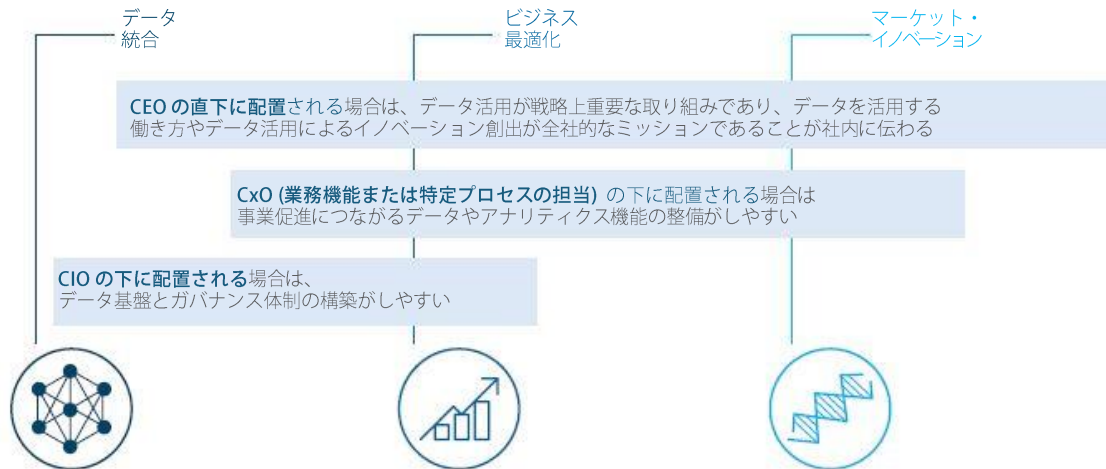 データ
統合
ビジネス
最適化
マーケット・
イノベーション
CEO の直下に配置される場合は、データ活用が戦略上重要な取り組みであり、データを活用する
働き方やデータ活用によるイノベーション創出が全社的なミッションであることが社内に伝わる
CxO (業務機能または特定プロセスの担当) の下に配置される場合は
事業促進につながるデータやアナリティクス機能の整備がしやすい
CIO の下に配置される場合は、
データ基盤とガバナンス体制の構築がしやすい